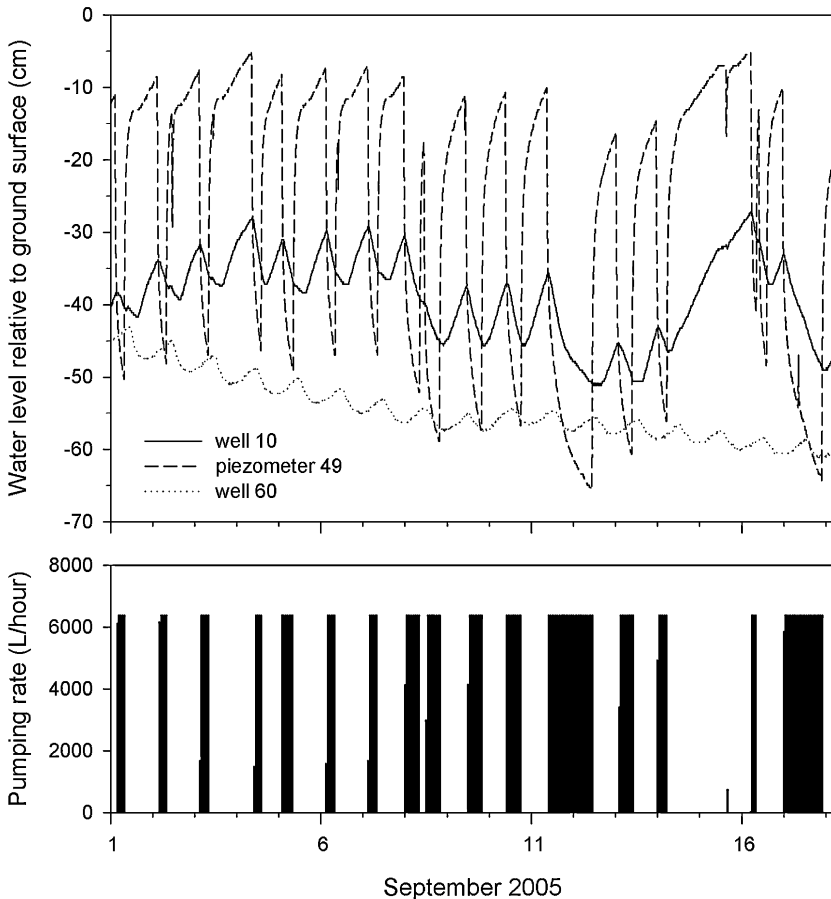 Water level relative to ground surface (cm)
0
-10
-20
-30
-40
-50
-60
-70
well 10
piezometer 49
well 60
Pumping rate (L/hour)
8000
6000
4000
2000
0
1
6
11
16
September 2005